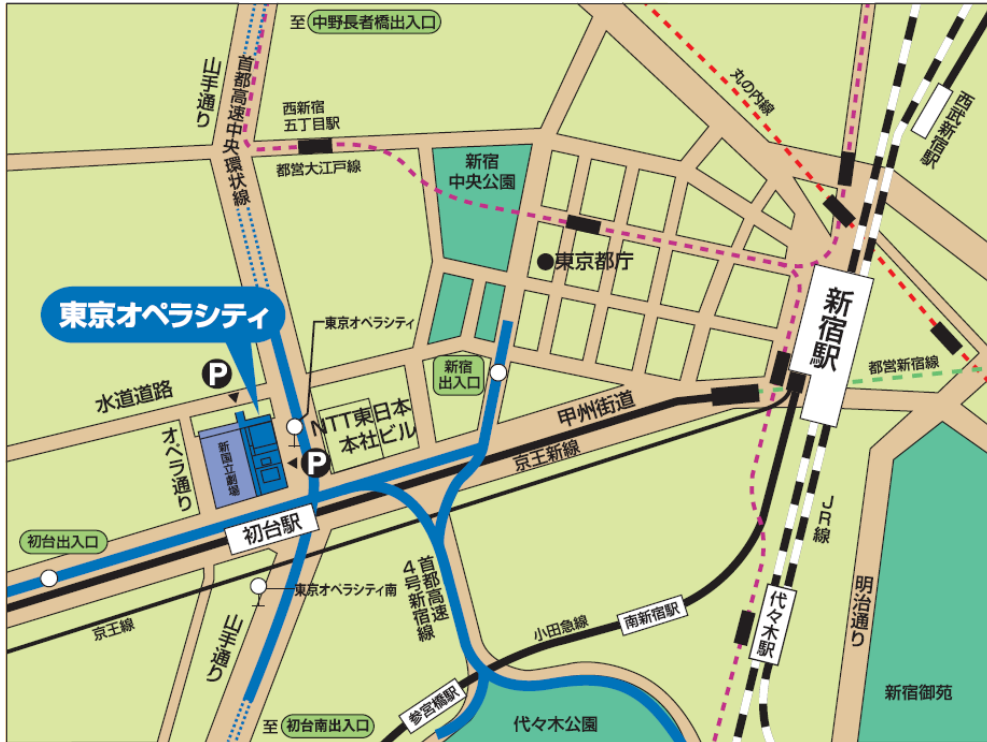 至 中野長者橋出入口
山手通り
首都高速中央環状線
西新宿
五丁目駅
都営大江戸線
新宿
中央公園
丸の内線
西武新宿駅
東京都庁
新宿駅
東京オペラシティ
東京オペラシティ
P
水道道路
新宿
出入口
都営新宿線
NTT東日本
本社ビル
甲州街道
京王新線
オペラ通り
新国立劇場
P
初台駅
初台出入口
JR線
首都高速
4号新宿線
東京オペラシティ南
京王線
山手通り
小田急線
南新宿駅
代々木駅
明治通り
参宮橋駅
新宿御苑
至 初台南出入口
代々木公園